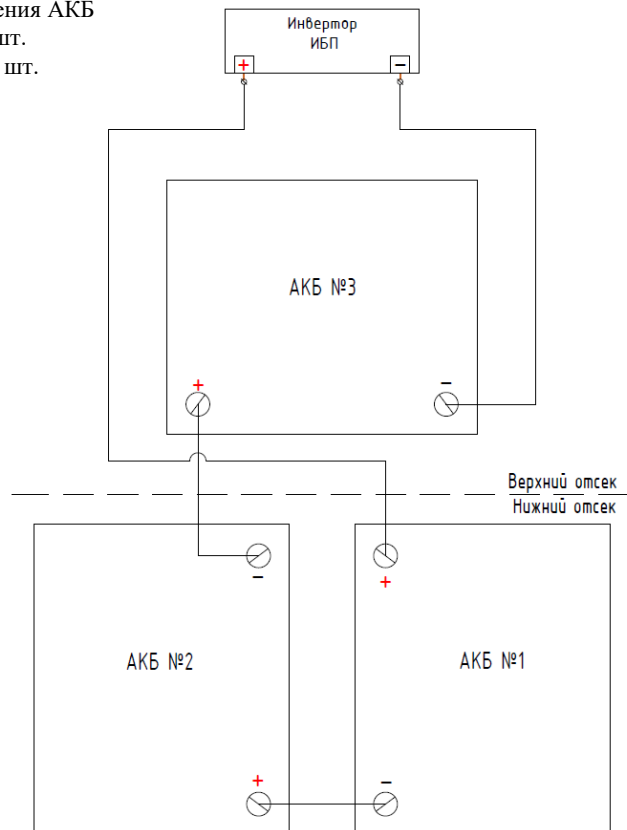 ения АКБ
шт.
шт.
Инвертор
ИБП
+ −
АКБ №3
+ −
Верхний отсек
Нижний отсек
− +
АКБ №2 АКБ №1
+ −